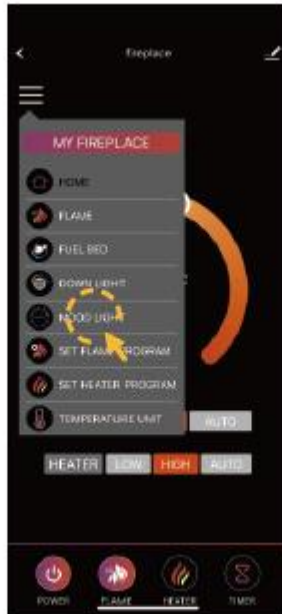 fireplace
MY FIREPLACE
HOME
FLAME
FUEL BED
DOWN LIGHT
MOOD LIGHT
SET FLAME PROGRAM
SET HEATER PROGRAM
TEMPERATURE UNIT
AUTO
HEATER LOW HIGH AUTO
POWER FLAME HEATER TIMER